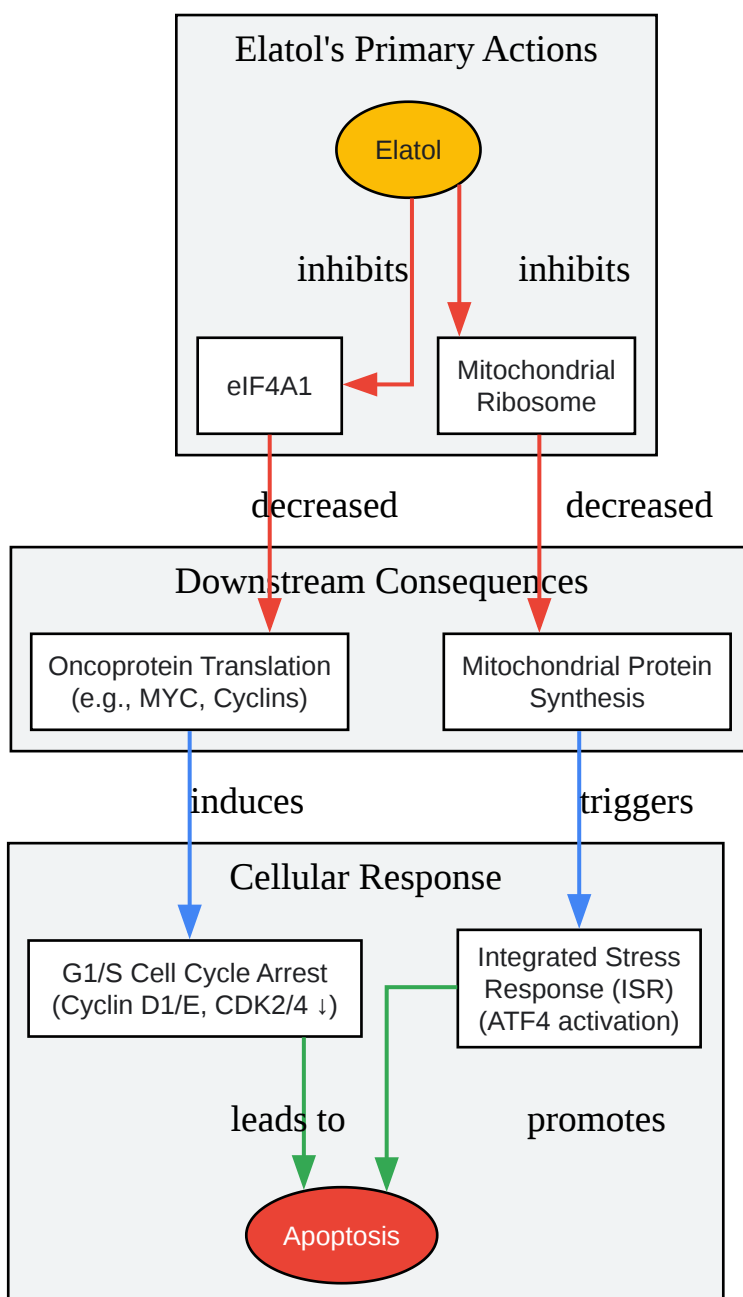 Elatol's Primary Actions
Elatol
inhibits
inhibits
eIF4A1
Mitochondrial
Ribosome
decreased
decreased
Downstream Consequences
Oncoprotein Translation
(e.g., MYC, Cyclins)
Mitochondrial Protein
Synthesis
induces
triggers
Cellular Response
G1/S Cell Cycle Arrest
(Cyclin D1/E, CDK2/4 ↓)
Integrated Stress
Response (ISR)
(ATF4 activation)
leads to
promotes
Apoptosis